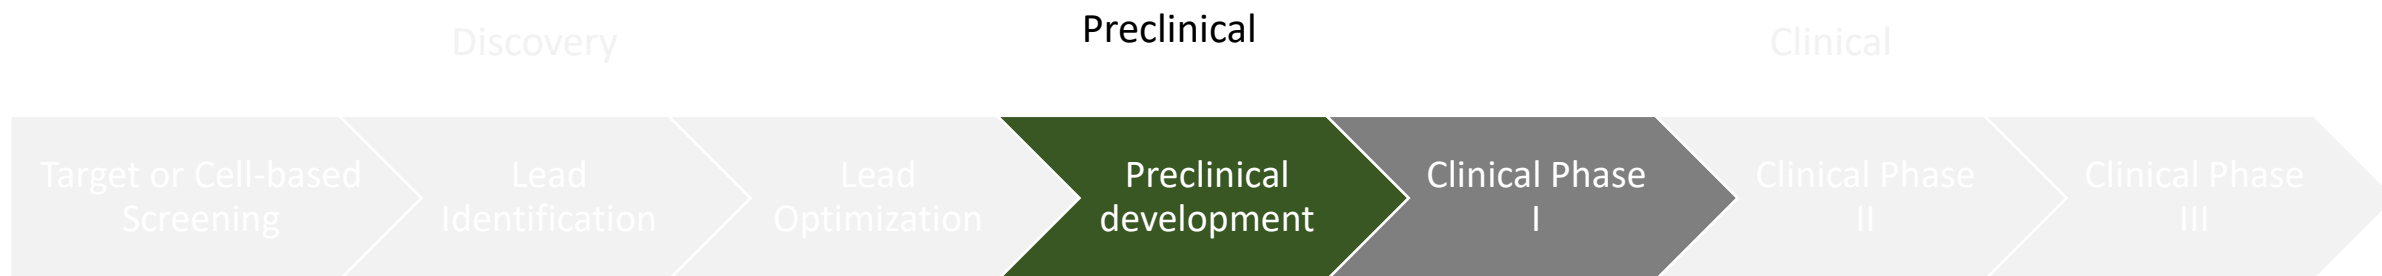 Discovery
Preclinical
Clinical
Target or Cell-based
Screening
Lead
Identification
Lead
Optimization
Preclinical
development
Clinical Phase
I
Clinical Phase
II
Clinical Phase
III